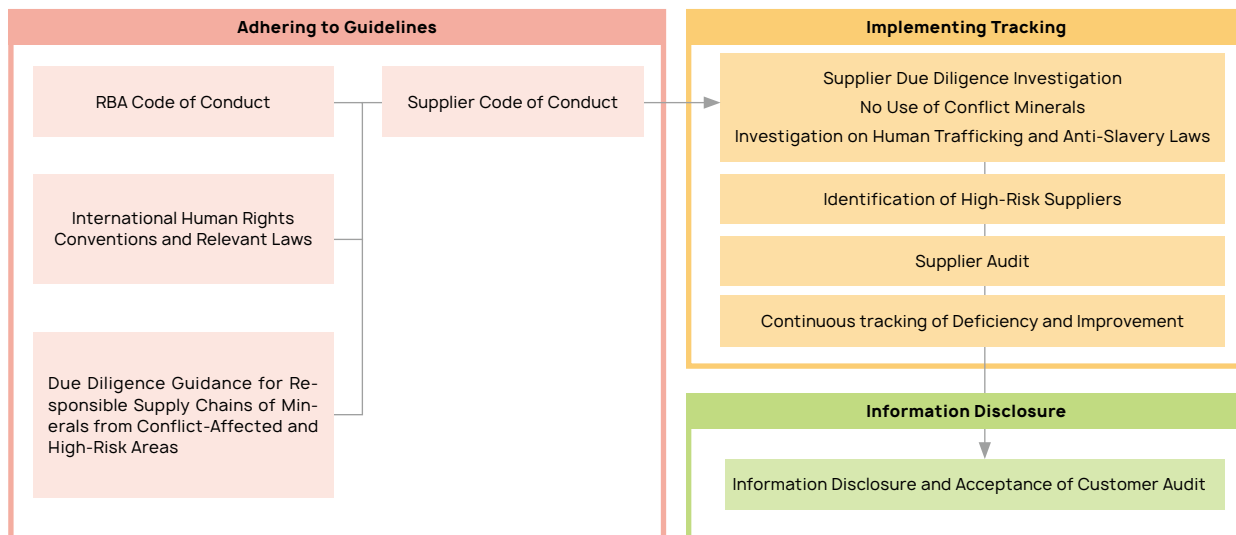 Adhering to Guidelines
RBA Code of Conduct
Supplier Code of Conduct
International Human Rights
Conventions and Relevant Laws
Due Diligence Guidance for Re-
sponsible Supply Chains of Min-
erals from Conflict-Affected and
High-Risk Areas
Implementing Tracking
Supplier Due Diligence Investigation
No Use of Conflict Minerals
Investigation on Human Trafficking and Anti-Slavery Laws
Identification of High-Risk Suppliers
Supplier Audit
Continuous tracking of Deficiency and Improvement
Information Disclosure
Information Disclosure and Acceptance of Customer Audit